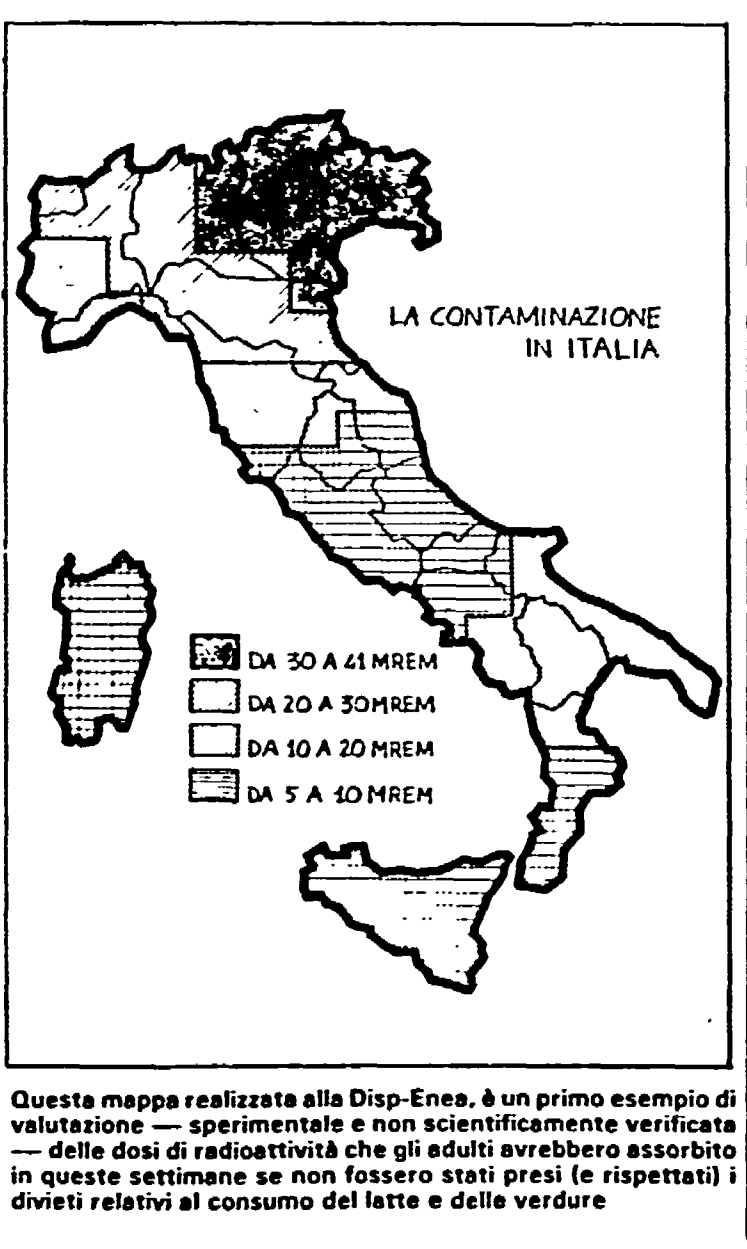 LA CONTAMINAZIONE
IN ITALIA
DA 30 A 41 MREM
DA 20 A 30 MREM
DA 10 A 20 MREM
DA 5 A 10 MREM
Questa mappa realizzata alla Disp-Enea, è un primo esempio di
valutazione — sperimentale e non scientificamente verificata
— delle dosi di radioattività che gli adulti avrebbero assorbito
in queste settimane se non fossero stati presi (e rispettati) i
divieti relativi al consumo del latte e delle verdure